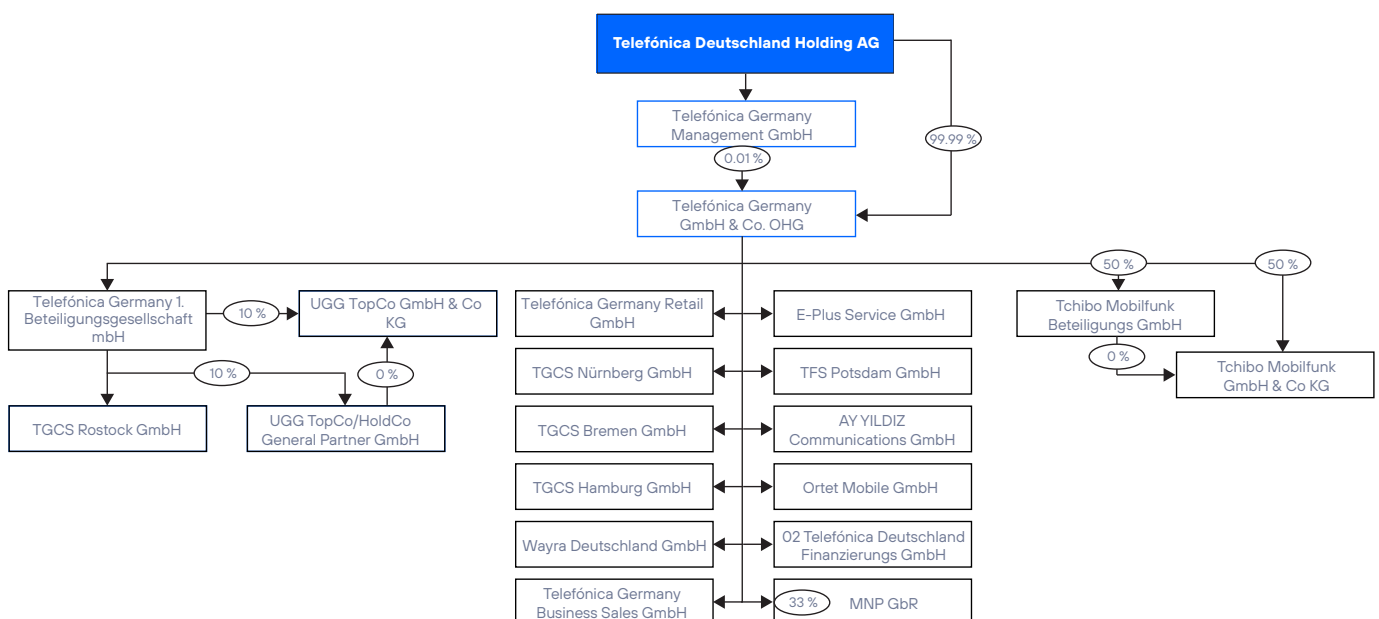 Telefónica Deutschland Holding AG
Telefónica Germany
Management GmbH
99.99 %
0.01 %
Telefónica Germany
GmbH & Co. OHG
50 %
50 %
Telefónica Germany 1.
Beteiligungsgesellschaft
mbH
10 %
UGG TopCo GmbH & Co
KG
Telefónica Germany Retail
GmbH
E-Plus Service GmbH
Tchibo Mobilfunk
Beteiligungs GmbH
0 %
Tchibo Mobilfunk
GmbH & Co KG
10 %
0 %
TGCS Nürnberg GmbH
TFS Potsdam GmbH
TGCS Rostock GmbH
UGG TopCo/HoldCo
General Partner GmbH
TGCS Bremen GmbH
AY YILDIZ
Communications GmbH
TGCS Hamburg GmbH
Ortet Mobile GmbH
Wayra Deutschland GmbH
02 Telefónica Deutschland
Finanzierungs GmbH
Telefónica Germany
Business Sales GmbH
33 %
MNP GbR